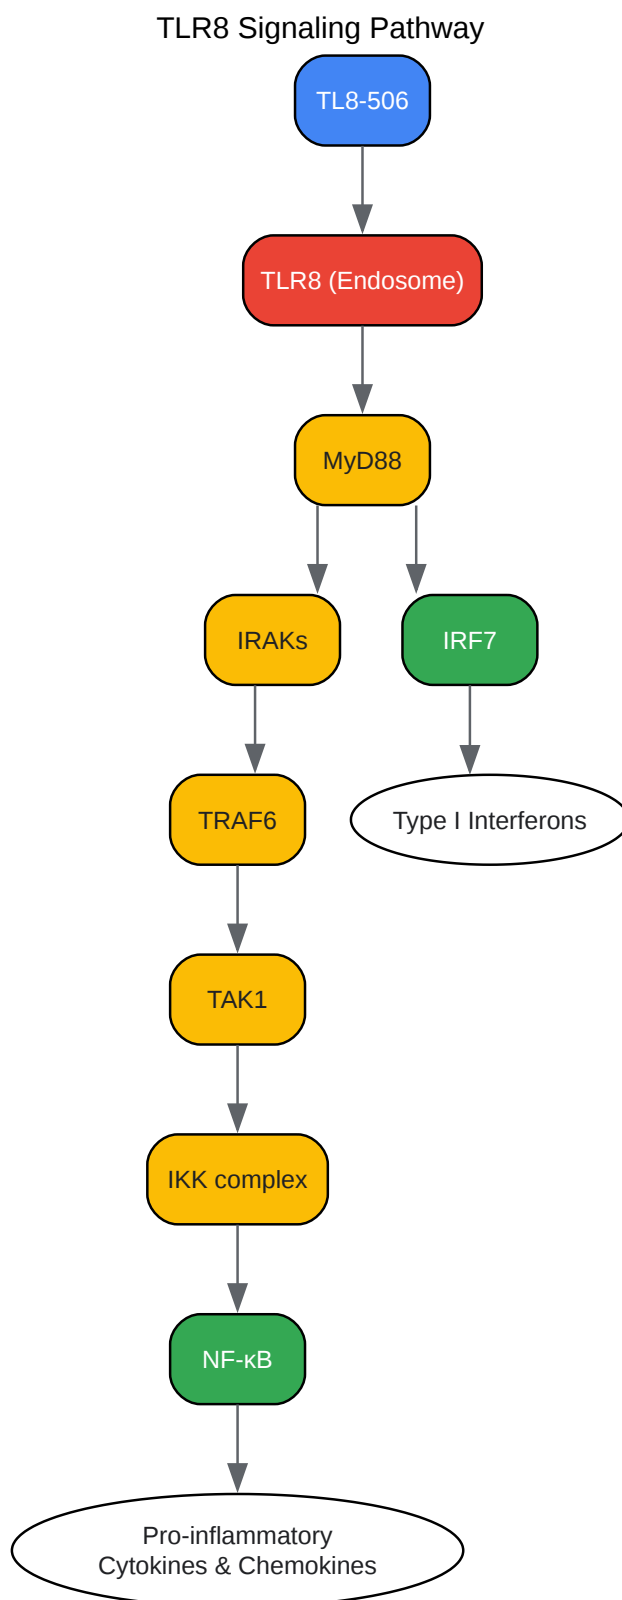 TLR8 Signaling Pathway
TL8-506
TLR8 (Endosome)
MyD88
IRAKs
IRF7
TRAF6
Type I Interferons
TAK1
IKK complex
NF-κB
Pro-inflammatory
Cytokines & Chemokines